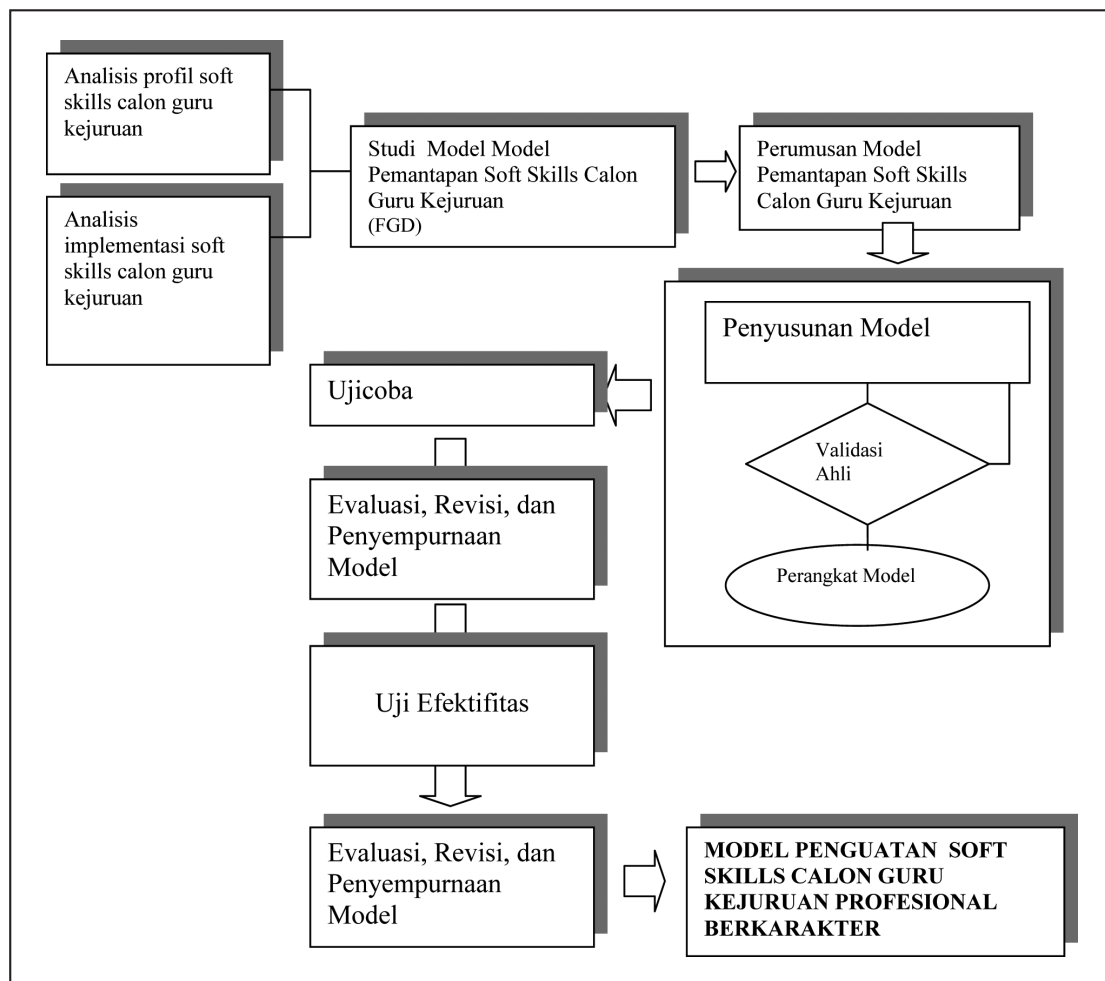 Analisis profil soft
skills calon guru
kejuruan
Analisis
implementasi soft
skills calon guru
kejuruan
Studi Model Model
Pemantapan Soft Skills Calon
Guru Kejuruan
(FGD)
Perumusan Model
Pemantapan Soft Skills
Calon Guru Kejuruan
Penyusunan Model
Validasi
Ahli
Perangkat Model
Ujicoba
Evaluasi, Revisi, dan
Penyempurnaan
Model
Uji Efektifitas
Evaluasi, Revisi, dan
Penyempurnaan
Model
MODEL PENGUATAN SOFT
SKILLS CALON GURU
KEJURUAN PROFESIONAL
BERKARAKTER